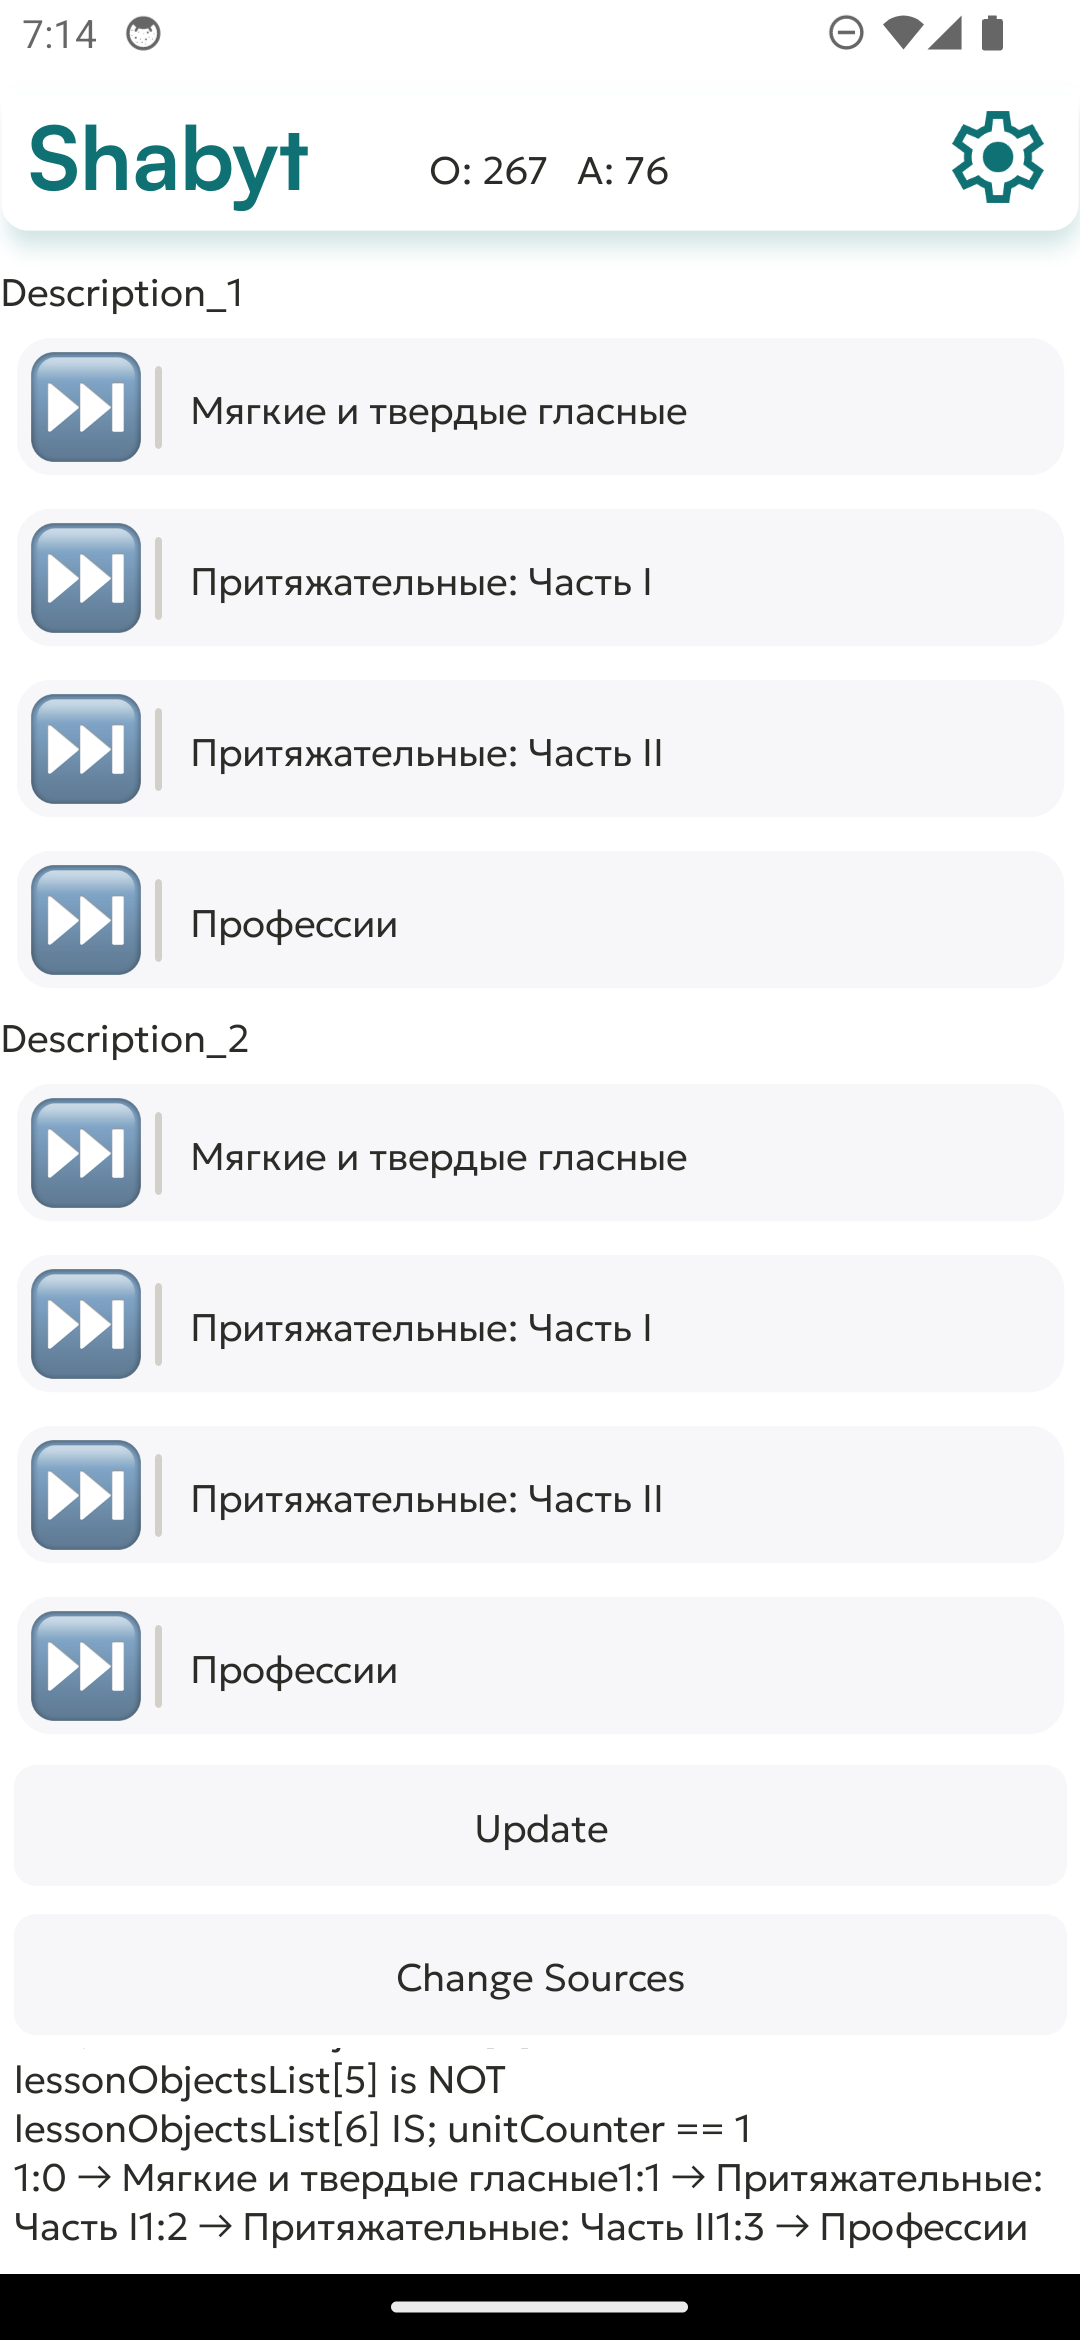 7:14
Shabyt
O: 267 A: 76
Description_1
Мягкие и твердые гласные
Притяжательные: Часть I
Притяжательные: Часть II
Профессии
Description_2
Мягкие и твердые гласные
Притяжательные: Часть I
Притяжательные: Часть II
Профессии
Update
Change Sources
lessonObjectsList[5] is NOT
lessonObjectsList[6] IS; unitCounter == 1
1:0 → Мягкие и твердые гласные1:1 → Притяжательные:
Часть I1:2 → Притяжательные: Часть II1:3 → Профессии